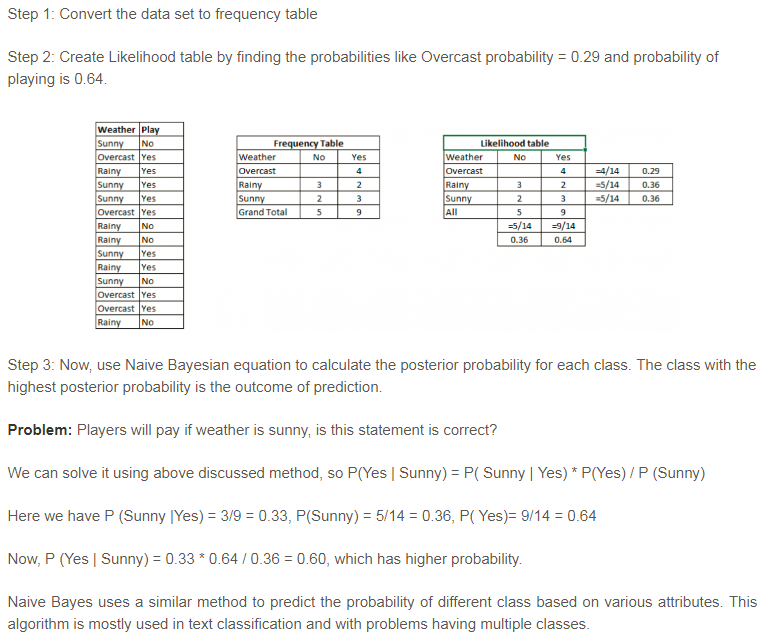 Step 1: Convert the data set to frequency table
Step 2: Create Likelihood table by finding the probabilities like Overcast probability = 0.29 and probability of
playing is 0.64.
Weather Play
Sunny No
Overcast Yes
Rainy Yes
Sunny Yes
Sunny Yes
Overcast Yes
Rainy No
Rainy No
Sunny Yes
Rainy Yes
Sunny No
Overcast Yes
Overcast Yes
Rainy No
Frequency Table
Weather No Yes
Overcast 4
Rainy 3 2
Sunny 2 3
Grand Total 5 9
Likelihood table
Weather No Yes
Overcast 4 =4/14 0.29
Rainy 3 2 =5/14 0.36
Sunny 2 3 =5/14 0.36
All 5 9
=5/14 =9/14
0.36 0.64
Step 3: Now, use Naive Bayesian equation to calculate the posterior probability for each class. The class with the
highest posterior probability is the outcome of prediction.
Problem: Players will pay if weather is sunny, is this statement is correct?
We can solve it using above discussed method, so P(Yes | Sunny) = P( Sunny | Yes) * P(Yes) / P (Sunny)
Here we have P (Sunny |Yes) = 3/9 = 0.33, P(Sunny) = 5/14 = 0.36, P( Yes)= 9/14 = 0.64
Now, P (Yes | Sunny) = 0.33 * 0.64 / 0.36 = 0.60, which has higher probability.
Naive Bayes uses a similar method to predict the probability of different class based on various attributes. This
algorithm is mostly used in text classification and with problems having multiple classes.